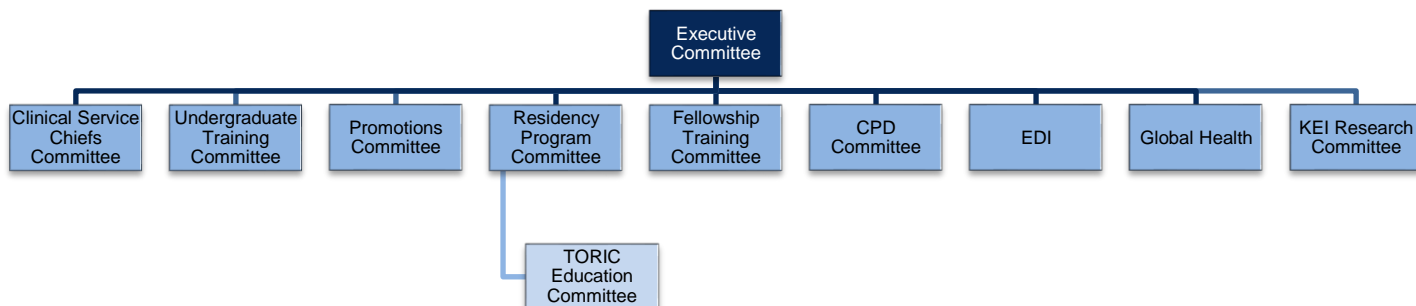 Executive
Committee
Clinical Service
Chiefs
Committee
Undergraduate
Training
Committee
Promotions
Committee
Residency
Program
Committee
Fellowship
Training
Committee
CPD
Committee
EDI
Global Health
KEI Research
Committee
TORIC
Education
Committee